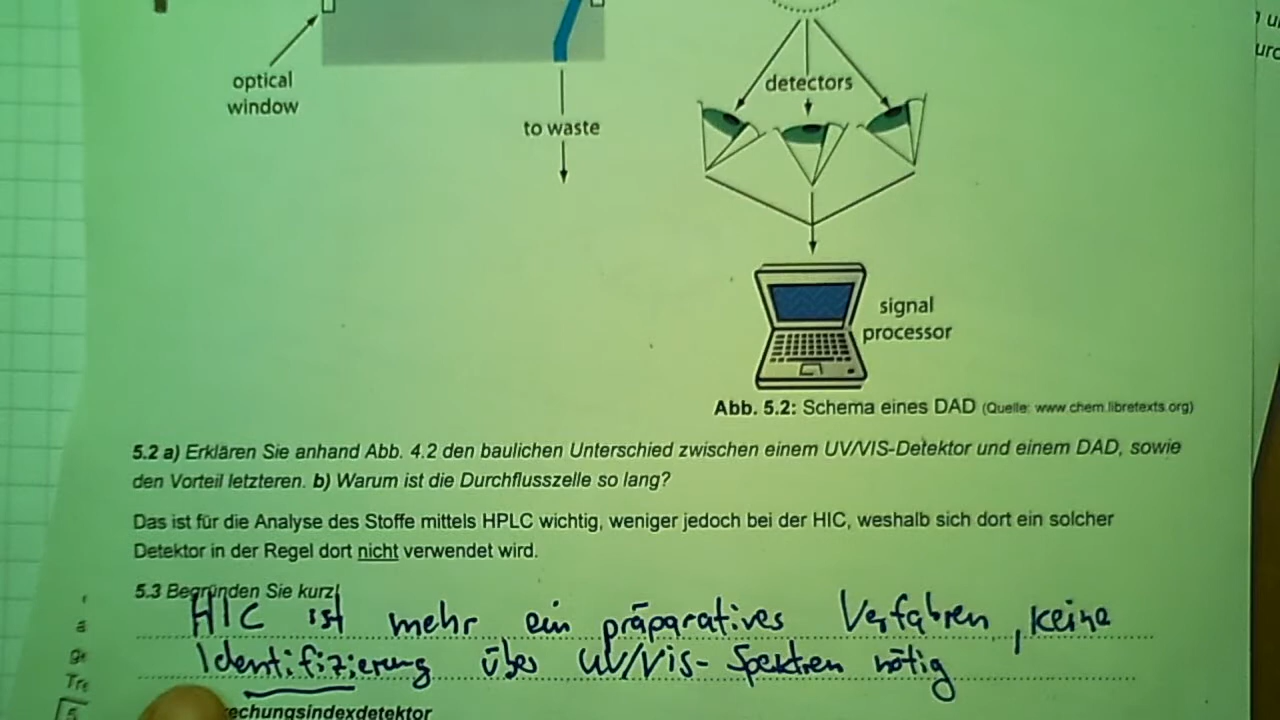 optical
window
to waste
detectors
signal
processor
Abb. 5.2: Schema eines DAD (Quelle: www.chem.libretexts.org)
5.2 a) Erklären Sie anhand Abb. 4.2 den baulichen Unterschied zwischen einem UV/VIS-Detektor und einem DAD, sowie
den Vorteil letzteren. b) Warum ist die Durchflusszelle so lang?
Das ist für die Analyse des Stoffe mittels HPLC wichtig, weniger jedoch bei der HIC, weshalb sich dort ein solcher
Detektor in der Regel dort nicht verwendet wird.
5.3 Begründen Sie kurz!
HIC ist mehr ein präparatives Verfahren, keine
Identifizierung über UV/Vis-Spektren nötig
echungsindexdetektor